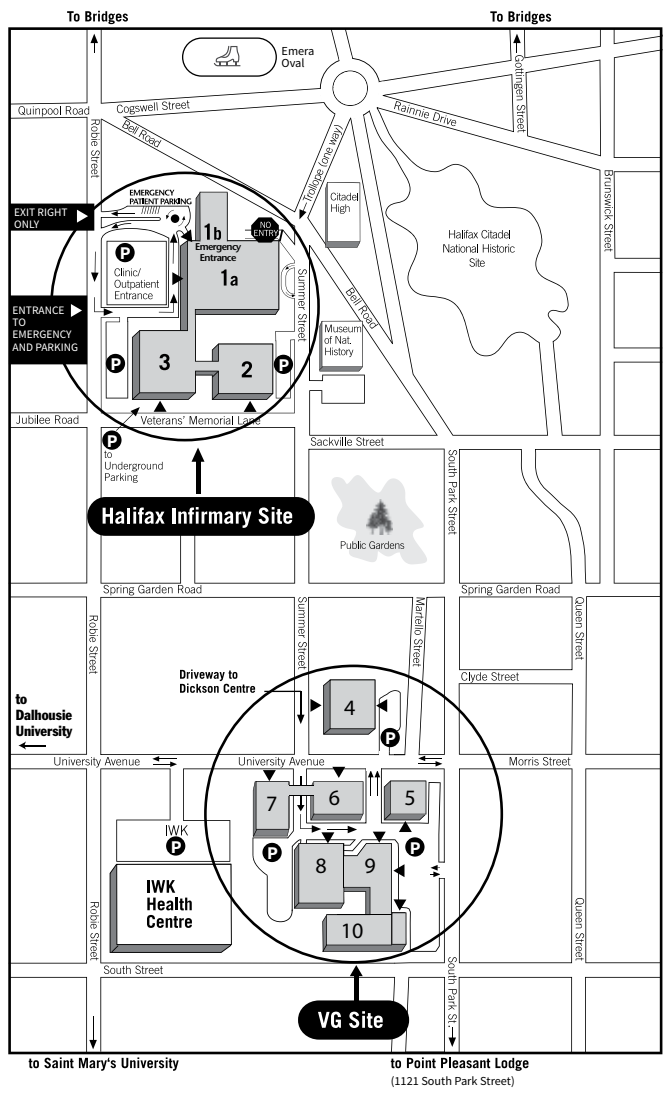 To Bridges
To Bridges
Emera
Oval
Quinpool Road
Cogswell Street
Rainnie Drive
Gottingen Street
Robie Street
Bell Road
Trollope (one way)
Brunswick Street
EMERGENCY
PATIENT PARKING
Citadel
High
EXIT RIGHT
ONLY
1b
NO
ENTRY
Halifax Citadel
National Historic
Site
Emergency
Entrance
P
Clinic/
Outpatient
Entrance
1a
Summer Street
Bell Road
ENTRANCE
TO
EMERGENCY
AND PARKING
Museum
of Nat.
History
P
3
2
P
Jubilee Road
Veterans' Memorial Lane
P
to
Underground
Parking
Sackville Street
South Park Street
Halifax Infirmary Site
Public Gardens
Spring Garden Road
Spring Garden Road
Robie Street
Summer Street
Martello Street
Queen Street
Driveway to
Dickson Centre
Clyde Street
to
Dalhousie
University
4
P
University Avenue
University Avenue
Morris Street
7
6
5
IWK
P
P
P
8
9
IWK
Health
Centre
10
Robie Street
Queen Street
South Street
South Park St.
VG Site
to Saint Mary's University
to Point Pleasant Lodge
(1121 South Park Street)